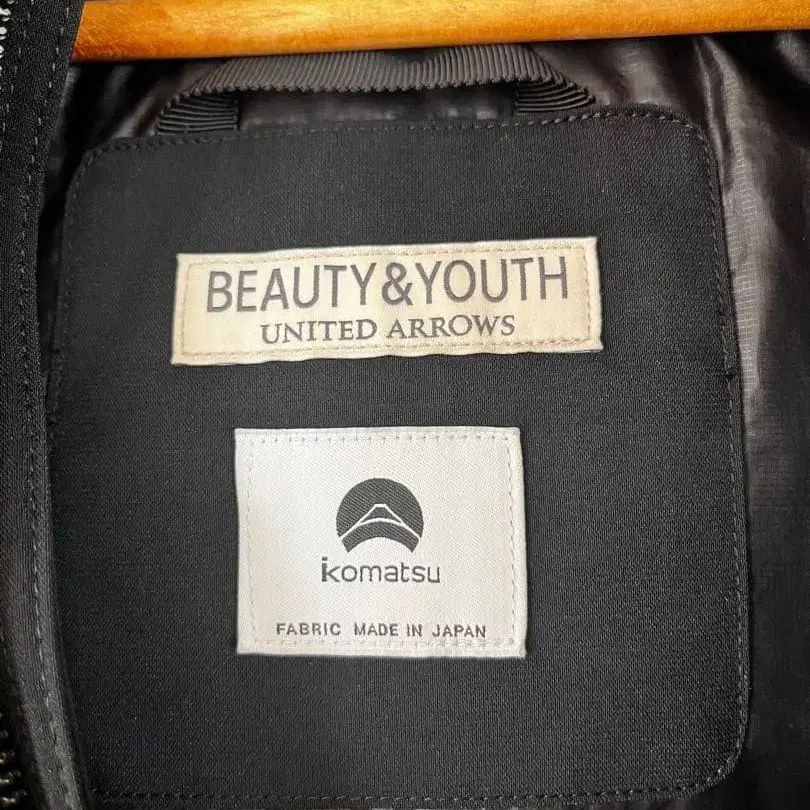 BEAUTY&YOUTH
UNITED ARROWS
komatsu
FABRIC MADE IN JAPAN